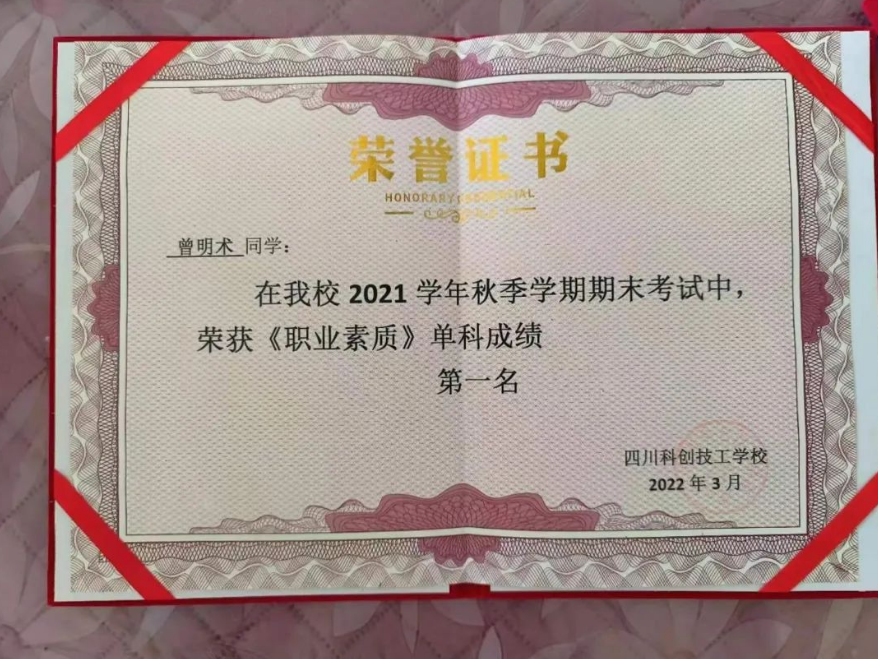 荣誉证书
HONORARY CREDENTIAL
曾明术 同学：
在我校 2021 学年秋季学期期末考试中，
荣获《职业素质》单科成绩
第一名
四川科创技工学校
2022 年 3 月